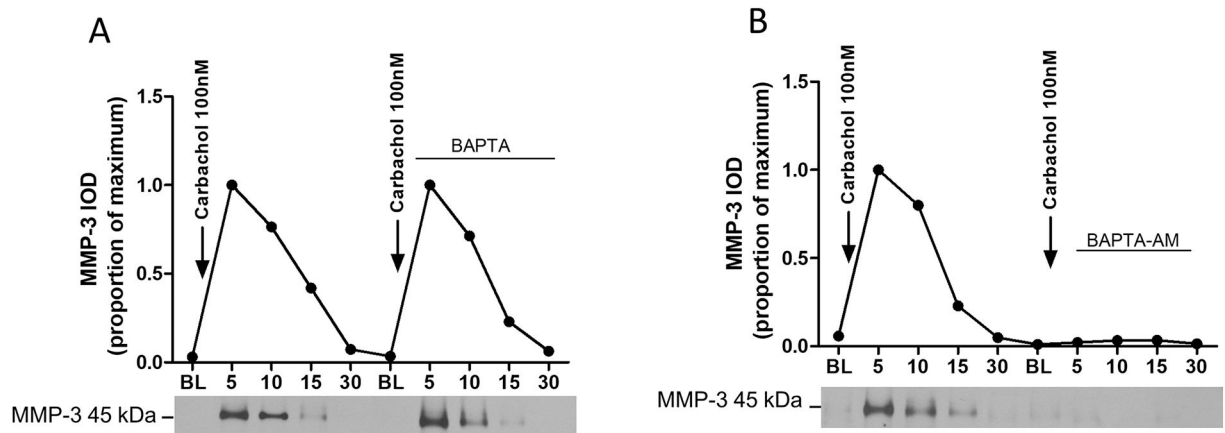 A
MMP-3 IOD
(proportion of maximum)
1.5
1.0
0.5
0.0
Carbachol 100nM
Carbachol 100nM
BAPTA
BL 5 10 15 30 BL 5 10 15 30
MMP-3 45 kDa
B
MMP-3 IOD
(proportion of maximum)
1.5
1.0
0.5
0.0
Carbachol 100nM
Carbachol 100nM
BAPTA-AM
BL 5 10 15 30 BL 5 10 15 30
MMP-3 45 kDa